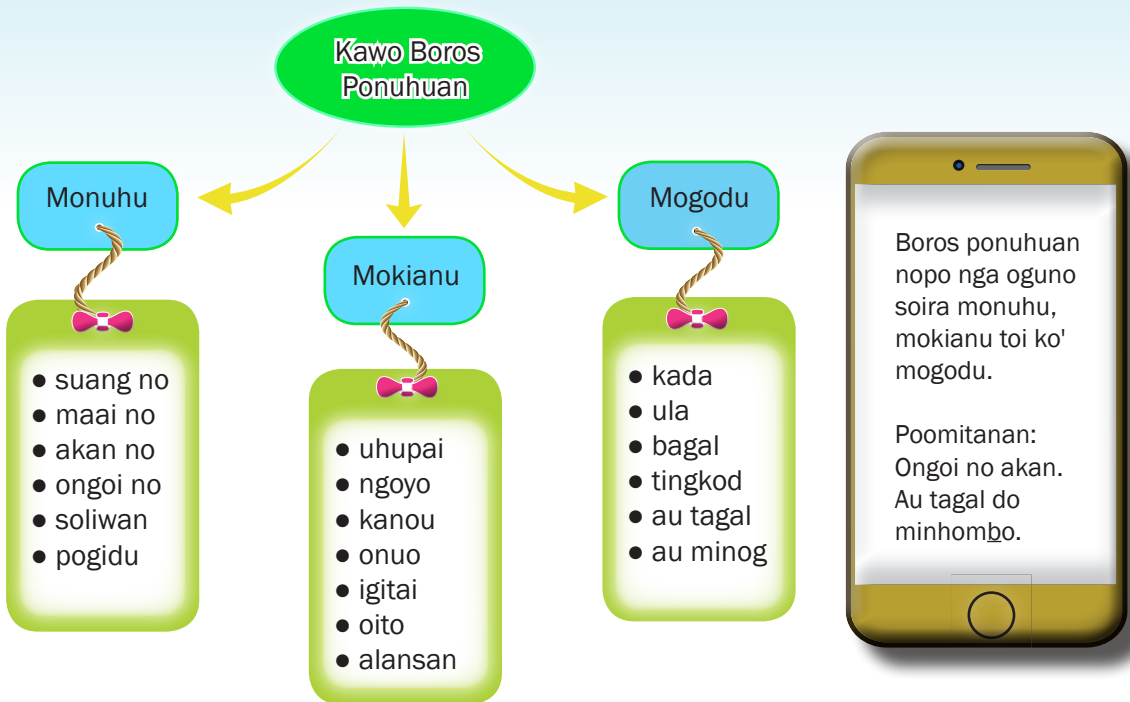 Kawo Boros
Ponuhuan
Monuhu
● suang no
● maai no
● akan no
● ongoi no
● soliwan
● pogidu
Mokianu
● uhupai
● ngoyo
● kanou
● onuo
● igitai
● oito
● alansan
Mogodu
● kada
● ula
● bagal
● tingkod
● au tagal
● au minog
Boros ponuhuan
nopo nga oguno
soira monuhu,
mokianu toi ko'
mogodu.
Poomitanan:
Ongoi no akan.
Au tagal do
minhombo.